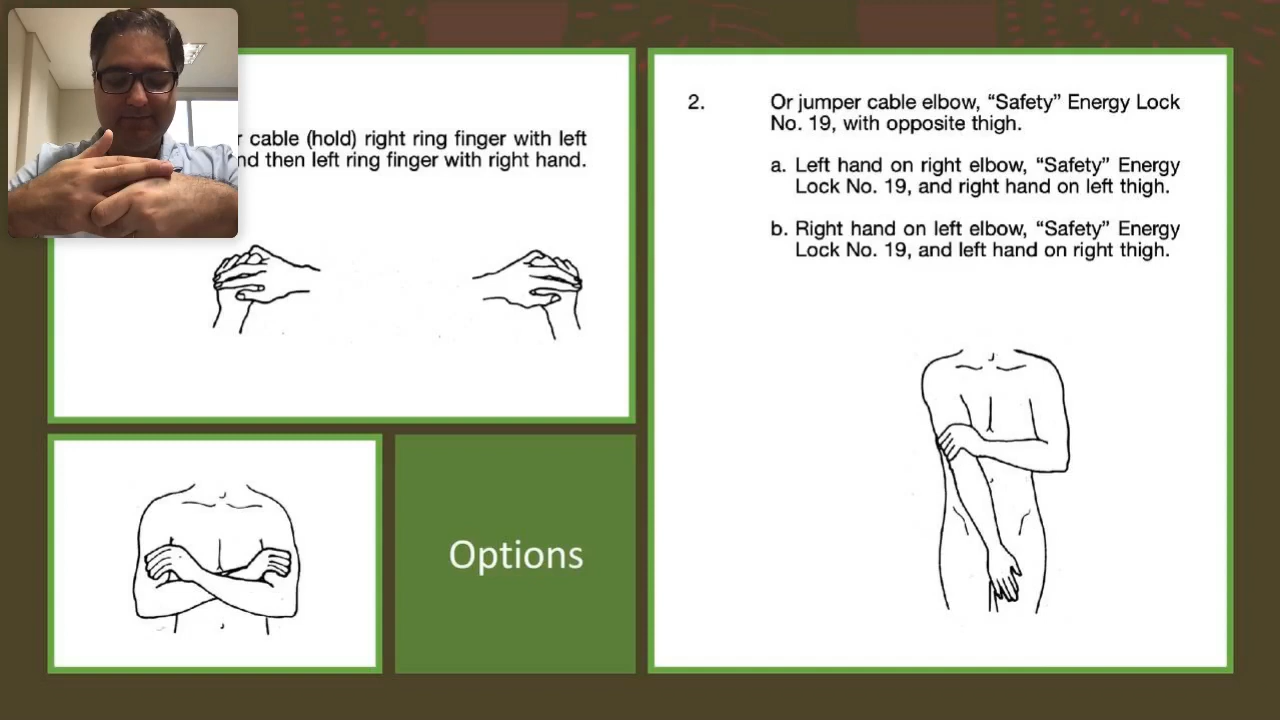 cable (hold) right ring finger with left
then left ring finger with right hand.
2.
Or jumper cable elbow, “Safety” Energy Lock
No. 19, with opposite thigh.
a. Left hand on right elbow, “Safety” Energy
Lock No. 19, and right hand on left thigh.
b. Right hand on left elbow, “Safety” Energy
Lock No. 19, and left hand on right thigh.
Options